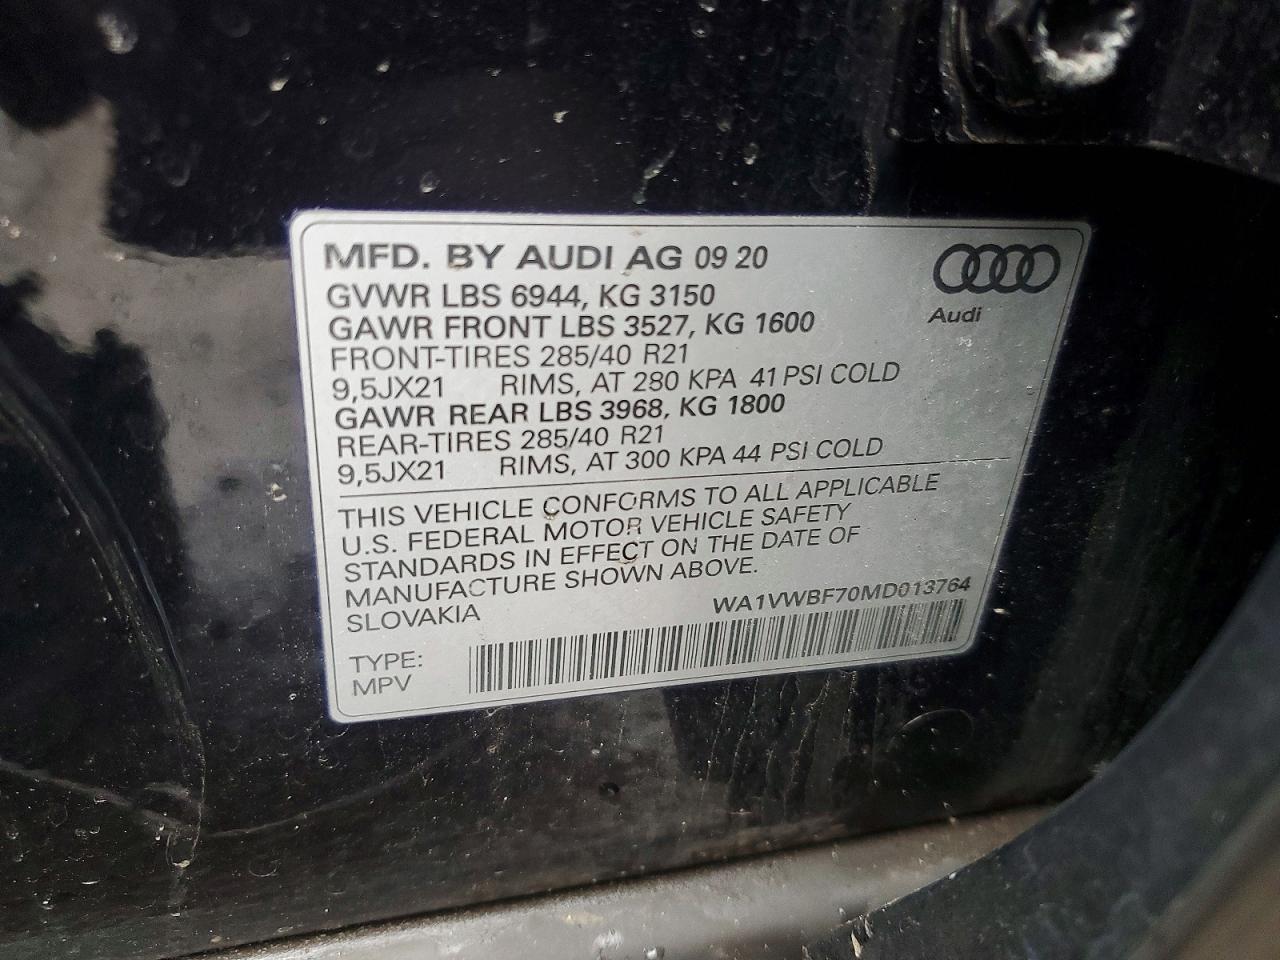 MFD. BY AUDI AG 09 20
Audi
GVWR LBS 6944, KG 3150
GAWR FRONT LBS 3527, KG 1600
FRONT-TIRES 285/40 R21
9,5JX21 RIMS, AT 280 KPA 41 PSI COLD
GAWR REAR LBS 3968, KG 1800
REAR-TIRES 285/40 R21
9,5JX21 RIMS, AT 300 KPA 44 PSI COLD
THIS VEHICLE CONFORMS TO ALL APPLICABLE
U.S. FEDERAL MOTOR VEHICLE SAFETY
STANDARDS IN EFFECT ON THE DATE OF
MANUFACTURE SHOWN ABOVE.
SLOVAKIA
WA1VWBF70MD013764
TYPE:
MPV